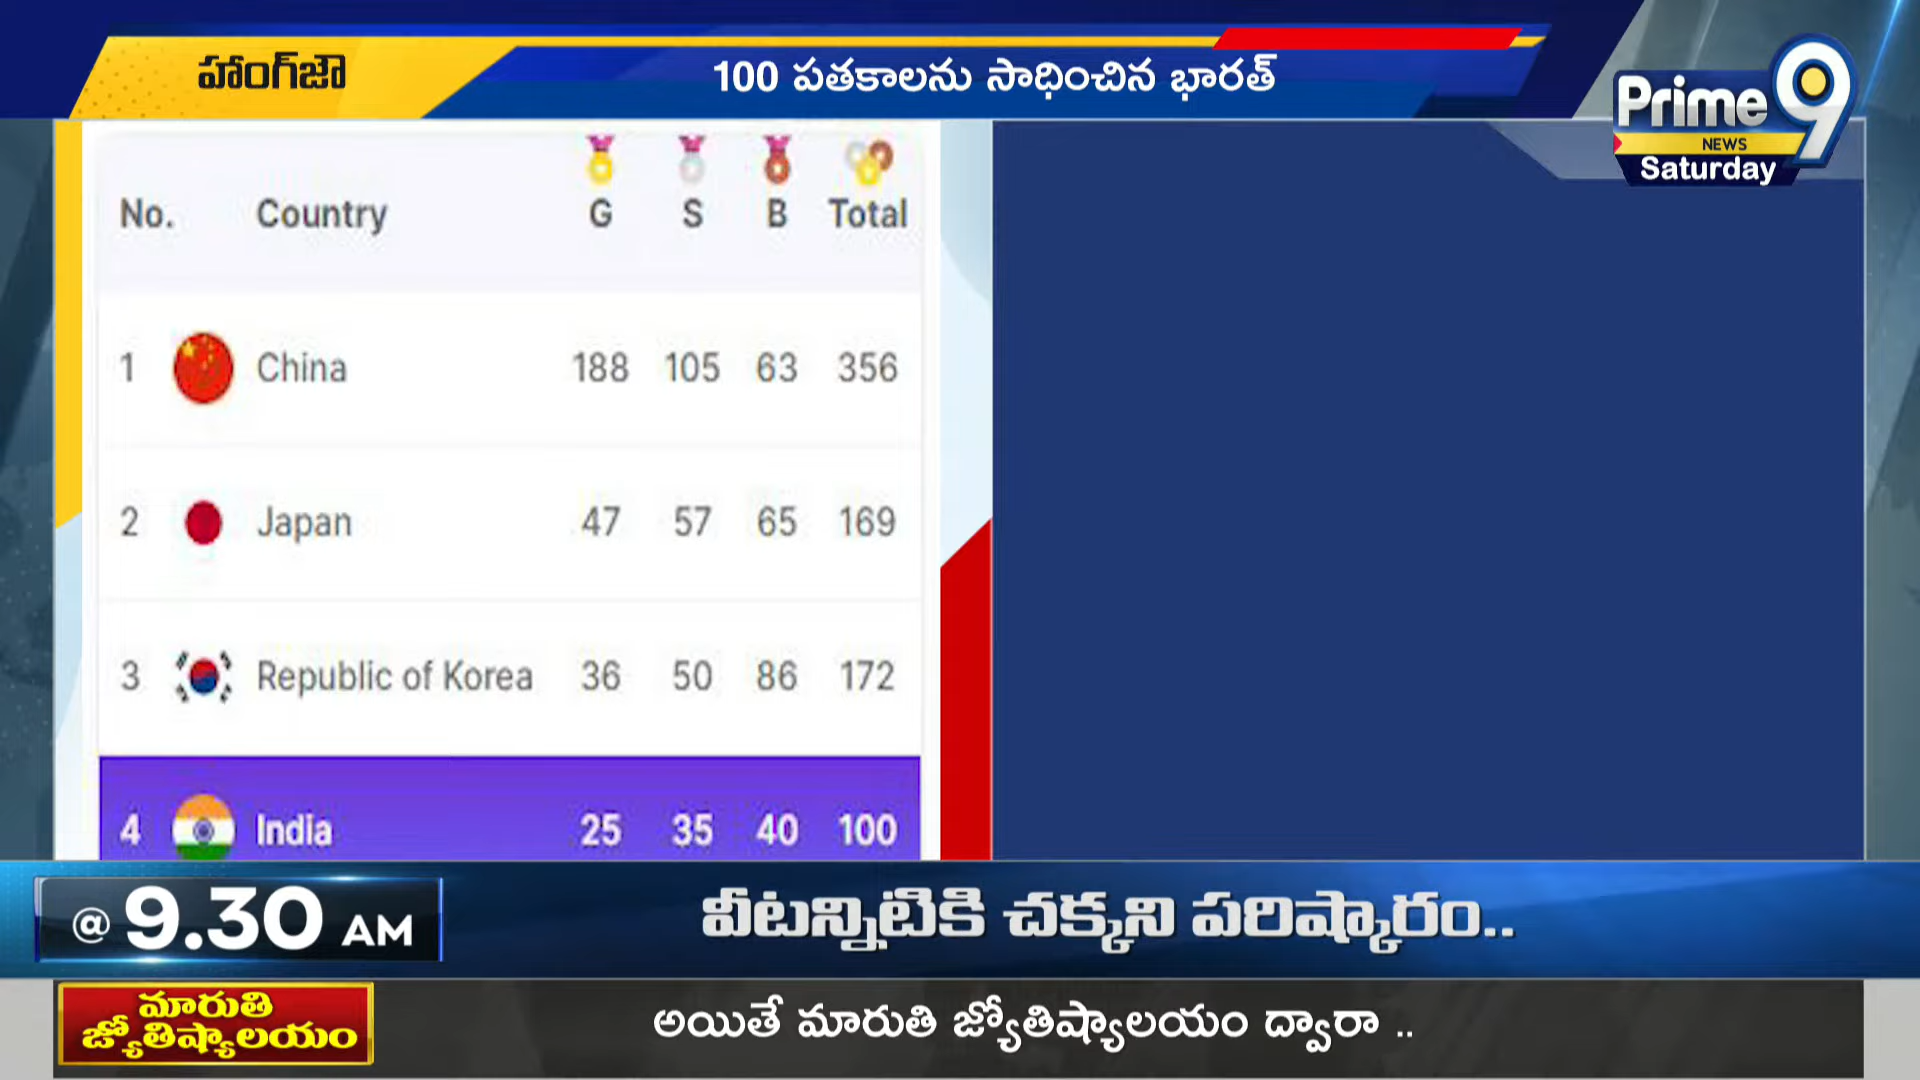 హాంగ్‌జౌ
100 పతకాలను సాధించిన భారత్
Prime9
NEWS
Saturday
No. Country G S B Total
1 China 188 105 63 356
2 Japan 47 57 65 169
3 Republic of Korea 36 50 86 172
4 India 25 35 40 100
@ 9.30 AM
వీటన్నిటికి చక్కని పరిష్కారం..
మారుతి
జ్యోతిష్యాలయం
అయితే మారుతి జ్యోతిష్యాలయం ద్వారా ..